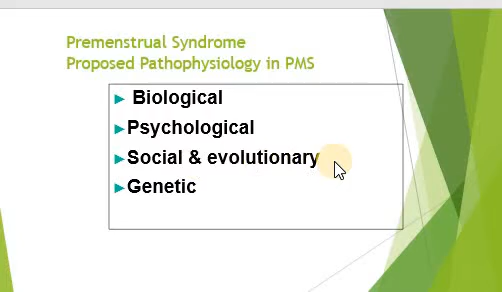 Premenstrual Syndrome
Proposed Pathophysiology in PMS
Biological
Psychological
Social & evolutionary
Genetic